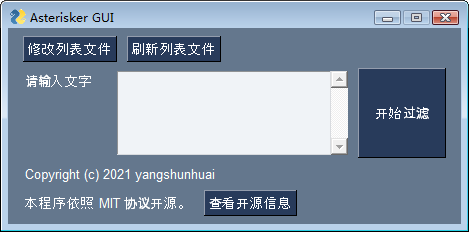 Asterisker GUI
修改列表文件 刷新列表文件
请输入文字
开始过滤
Copyright (c) 2021 yangshunhuai
本程序依照 MIT 协议开源。 查看开源信息